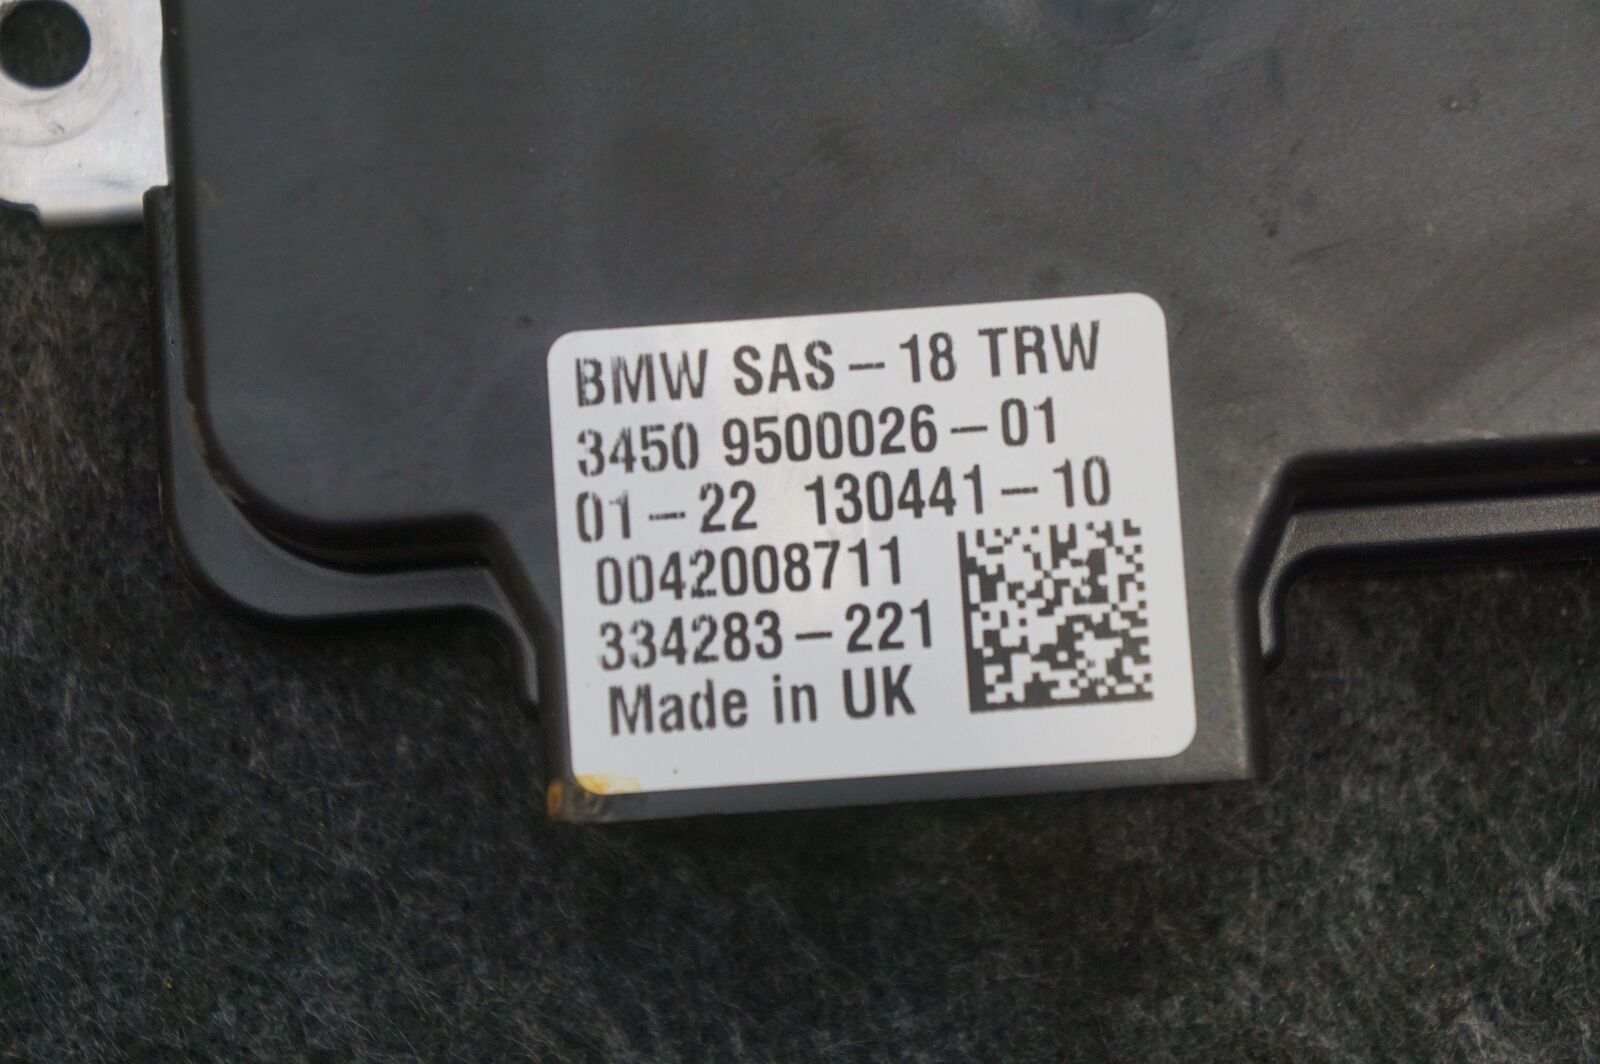 BMW SAS-18 TRW
3450 9500026-01
01-22 130441-10
0042008711
334283-221
Made in UK